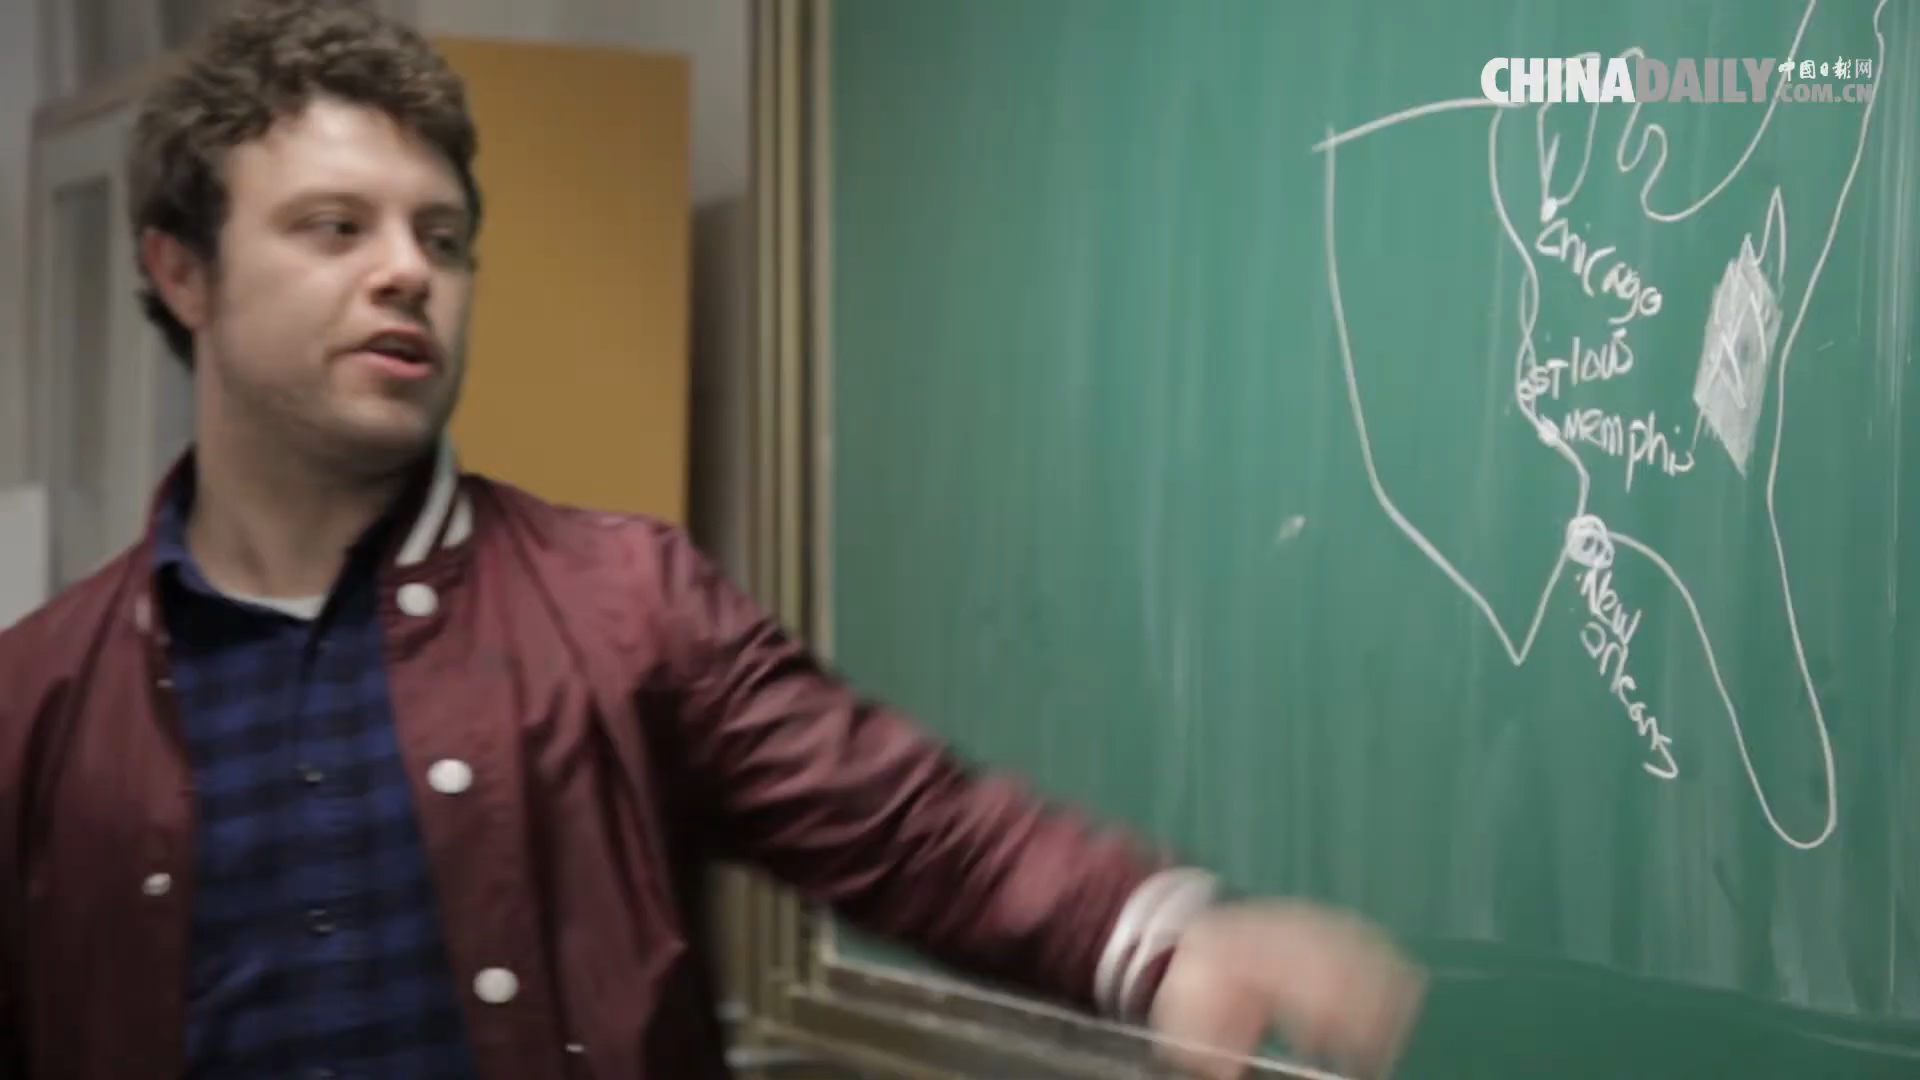 CHINADAILY 中国日报网
.COM.CN
Chicago
ST LOUIS
Memphis
New
Orleans